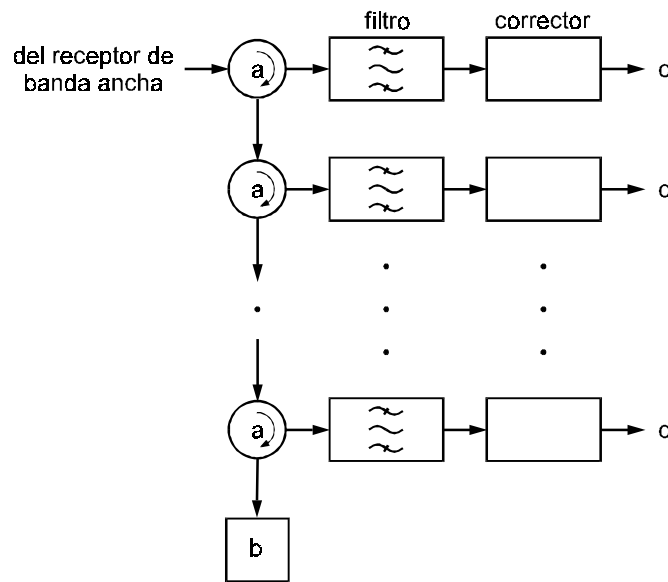 filtro
corrector
del receptor de
banda ancha
a
c
a
c
a
c
b